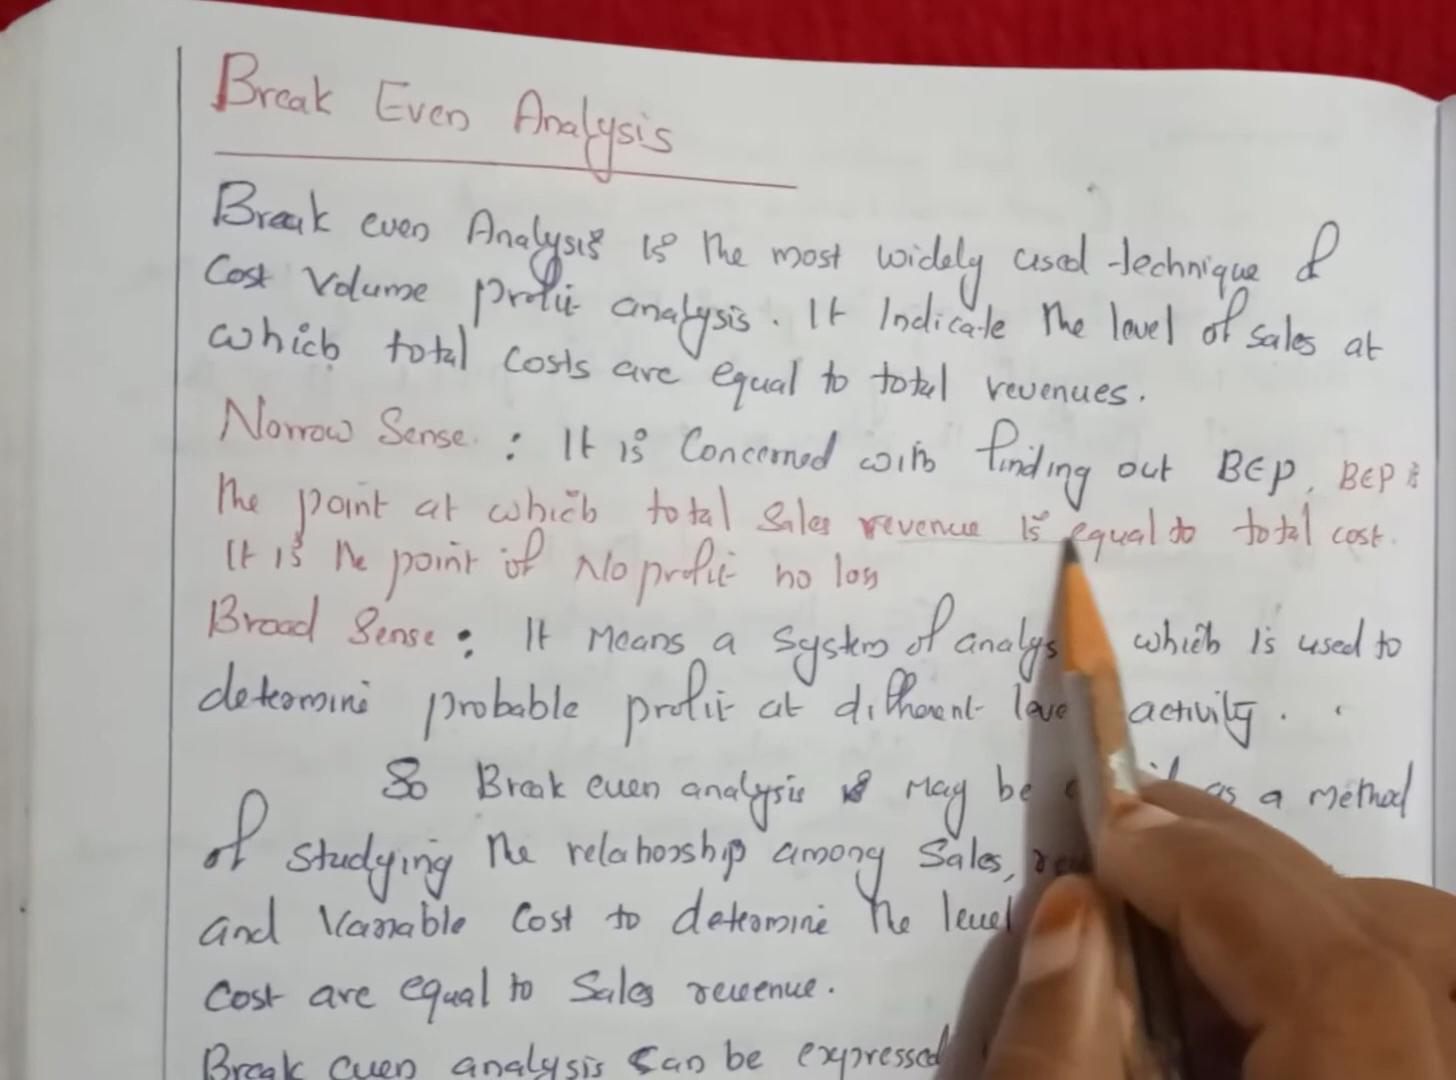 Break Even Analysis
Break even Analysis is the most widely used technique of
Cost Volume profit analysis. It Indicate the level of sales at
which total costs are equal to total revenues.
Norrow Sense : It is Concerned with finding out BEP, BEP :
the point at which total Sales revenue is equal to total cost.
It is the point of No profit no loss
Broad Sense : It Means a System of analys which is used to
determine probable profit at different leve activity.
So Break even analysis may be as a method
of studying the relationship among Sales,
and Variable Cost to determine the level
Cost are equal to Sales revenue.
Break even analysis can be expressed